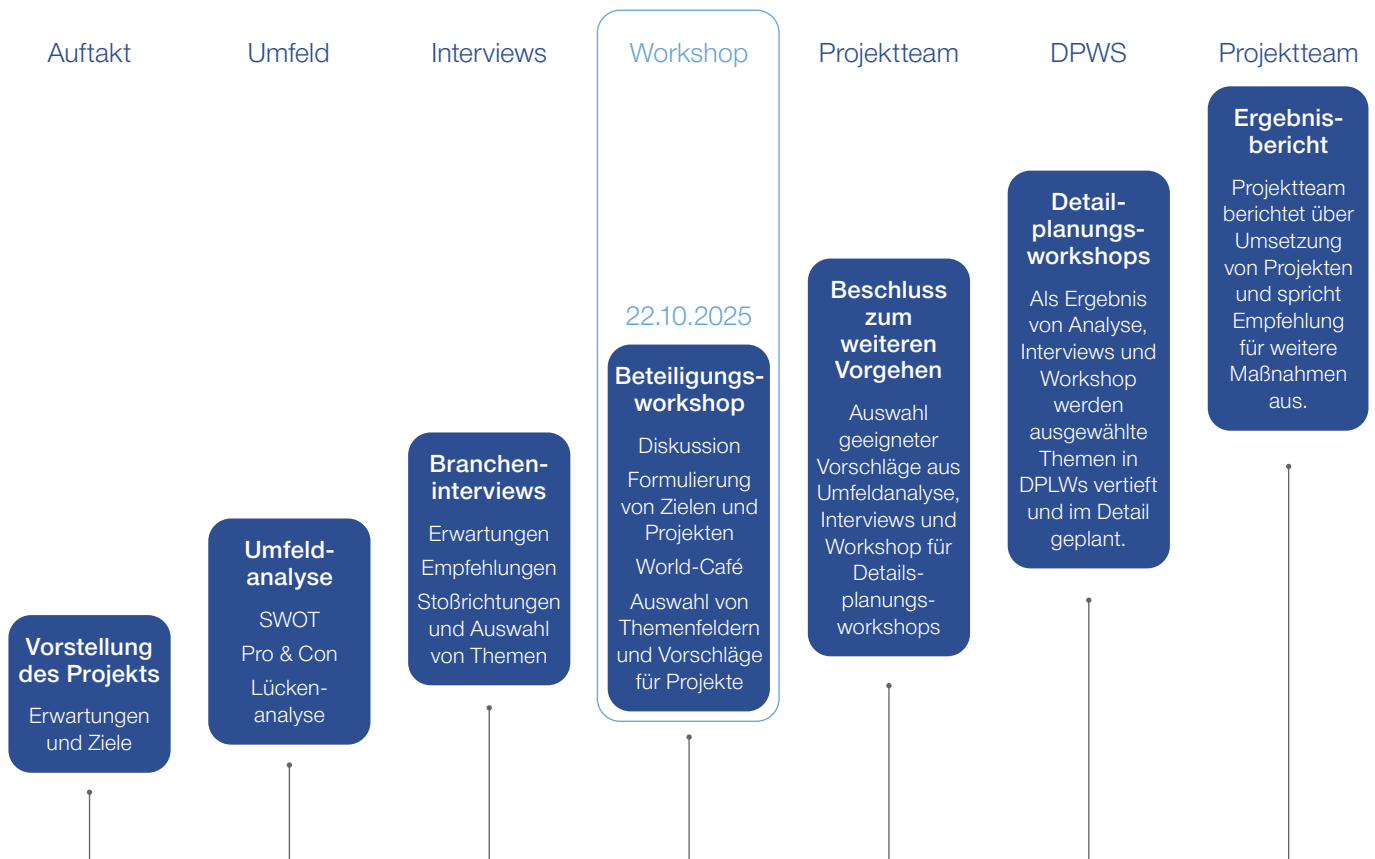 Auftakt
Umfeld
Interviews
Workshop
Projektteam
DPWS
Projektteam
Vorstellung
des Projekts
Erwartungen
und Ziele
Umfeld-
analyse
SWOT
Pro & Con
Lücken-
analyse
Branchen-
interviews
Erwartungen
Empfehlungen
Stoßrichtungen
und Auswahl
von Themen
22.10.2025
Beteiligungs-
workshop
Diskussion
Formulierung
von Zielen und
Projekten
World-Café
Auswahl von
Themenfeldern
und Vorschläge
für Projekte
Beschluss
zum
weiteren
Vorgehen
Auswahl
geeigneter
Vorschläge aus
Umfeldanalyse,
Interviews und
Workshop für
Details-
planungs-
workshops
Detail-
planungs-
workshops
Als Ergebnis
von Analyse,
Interviews und
Workshop
werden
ausgewählte
Themen in
DPLWs vertieft
und im Detail
geplant.
Ergebnis-
bericht
Projektteam
berichtet über
Umsetzung
von Projekten
und spricht
Empfehlung
für weitere
Maßnahmen
aus.